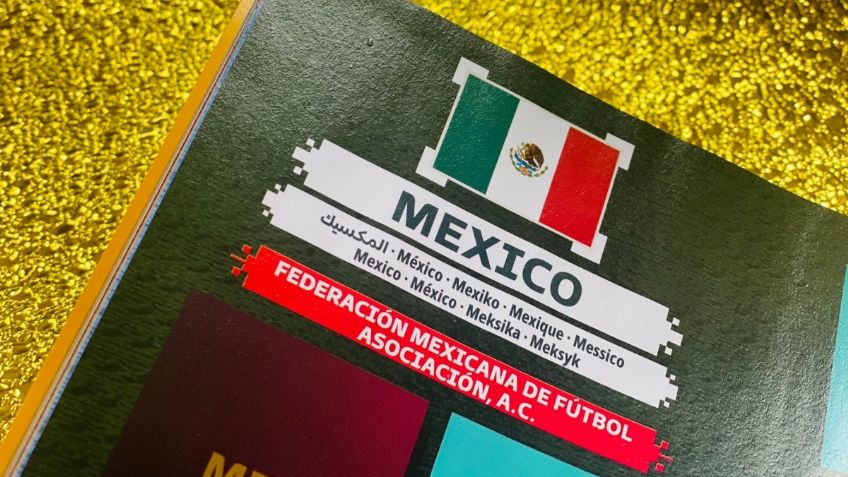 MEXICO
المكسيك · México · Mexiko · Mexique · Messico
Mexico · México · Meksika · Meksyk
FEDERACIÓN MEXICANA DE FÚTBOL
ASOCIACIÓN, A.C.